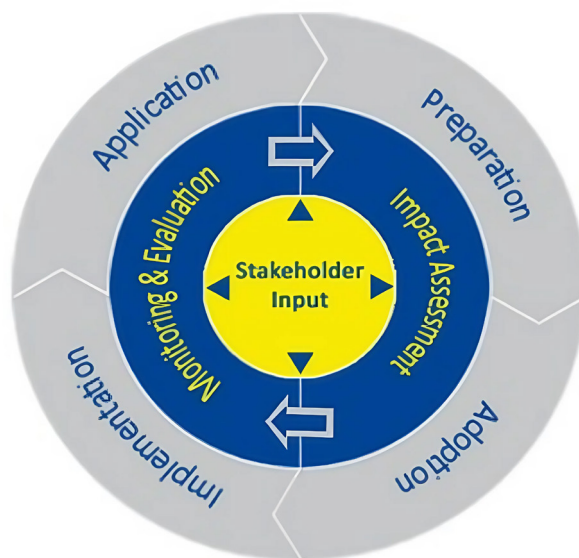 Application
Preparation
Monitoring & Evaluation
Impact Assessment
Stakeholder
Input
Implementation
Adoption